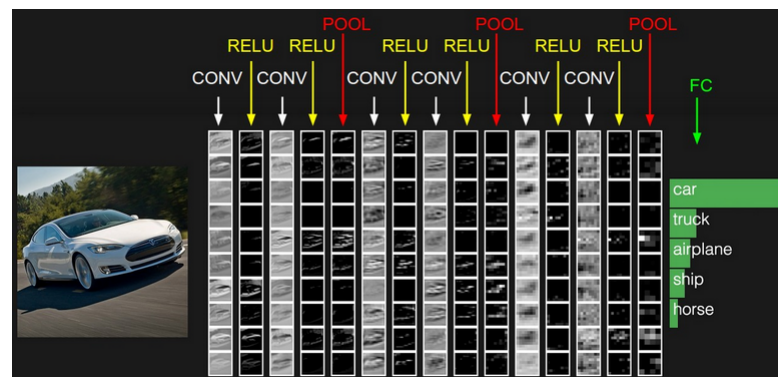 POOL POOL POOL
RELU RELU RELU RELU RELU RELU
CONV CONV CONV CONV CONV CONV
FC
car
truck
airplane
ship
horse